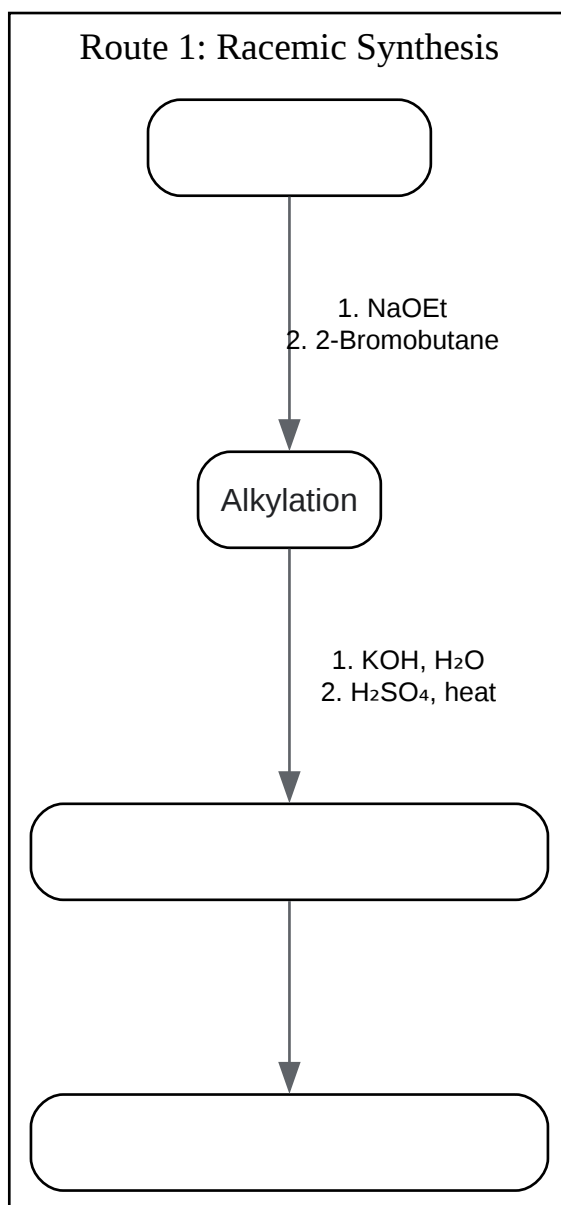 Route 1: Racemic Synthesis
1. NaOEt
2. 2-Bromobutane
Alkylation
1. KOH, H₂O
2. H₂SO₄, heat